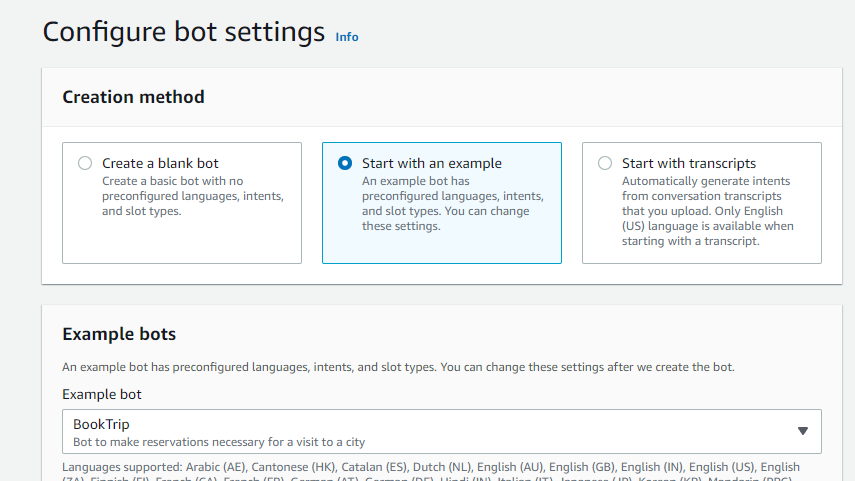 Configure bot settings Info
Creation method
Create a blank bot
Create a basic bot with no
preconfigured languages, intents,
and slot types.
Start with an example
An example bot has
preconfigured languages, intents,
and slot types. You can change
these settings.
Start with transcripts
Automatically generate intents
from conversation transcripts
that you upload. Only English
(US) language is available when
starting with a transcript.
Example bots
An example bot has preconfigured languages, intents, and slot types. You can change these settings after we create the bot.
Example bot
BookTrip
Bot to make reservations necessary for a visit to a city
Languages supported: Arabic (AE), Cantonese (HK), Catalan (ES), Dutch (NL), English (AU), English (GB), English (IN), English (US), English
(ZA), Finnish (FI), French (CA), French (FR), German (AT), German (DE), Hindi (IN), Italian (IT), Japanese (JP), Korean (KR), Mandarin (PRC),